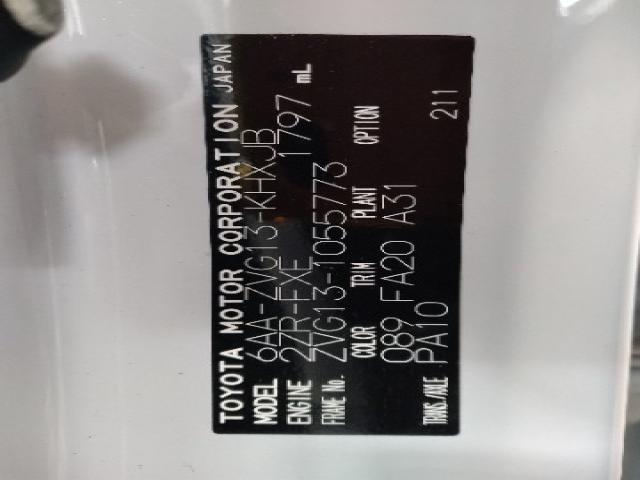 TOYOTA MOTOR CORPORATION JAPAN
MODEL 6AA-ZVG13-KHXJB
ENGINE 2ZR-FXE 1797 mL
FRAME No. ZVG13-1055773
COLOR TRIM PLANT OPTION
089 FA20 A31
TRANS./AXLE PA10 211